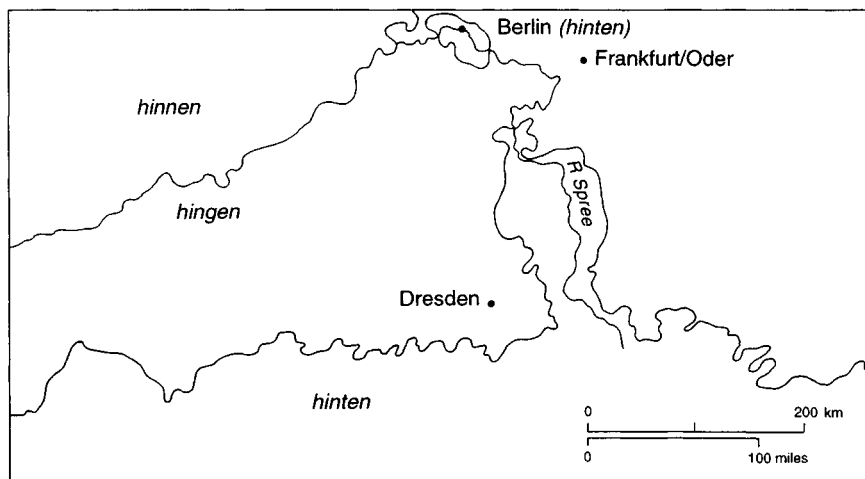 Berlin (hinten)
Frankfurt/Oder
hinnen
R Spree
hingen
Dresden
hinten
0 200 km
0 100 miles